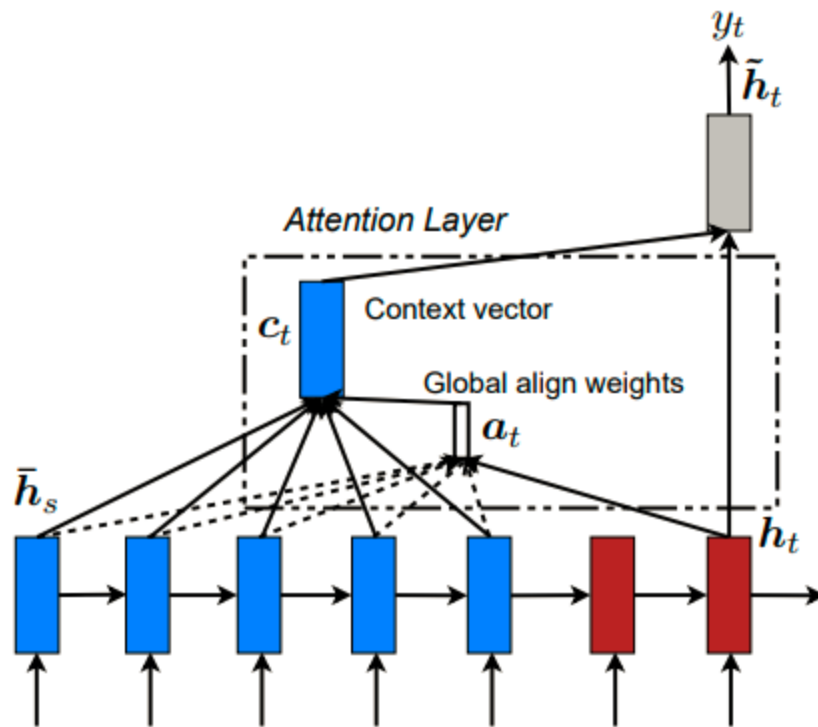 y_t
h̃_t
Attention Layer
c_t
Context vector
Global align weights
a_t
h̄_s
h_t